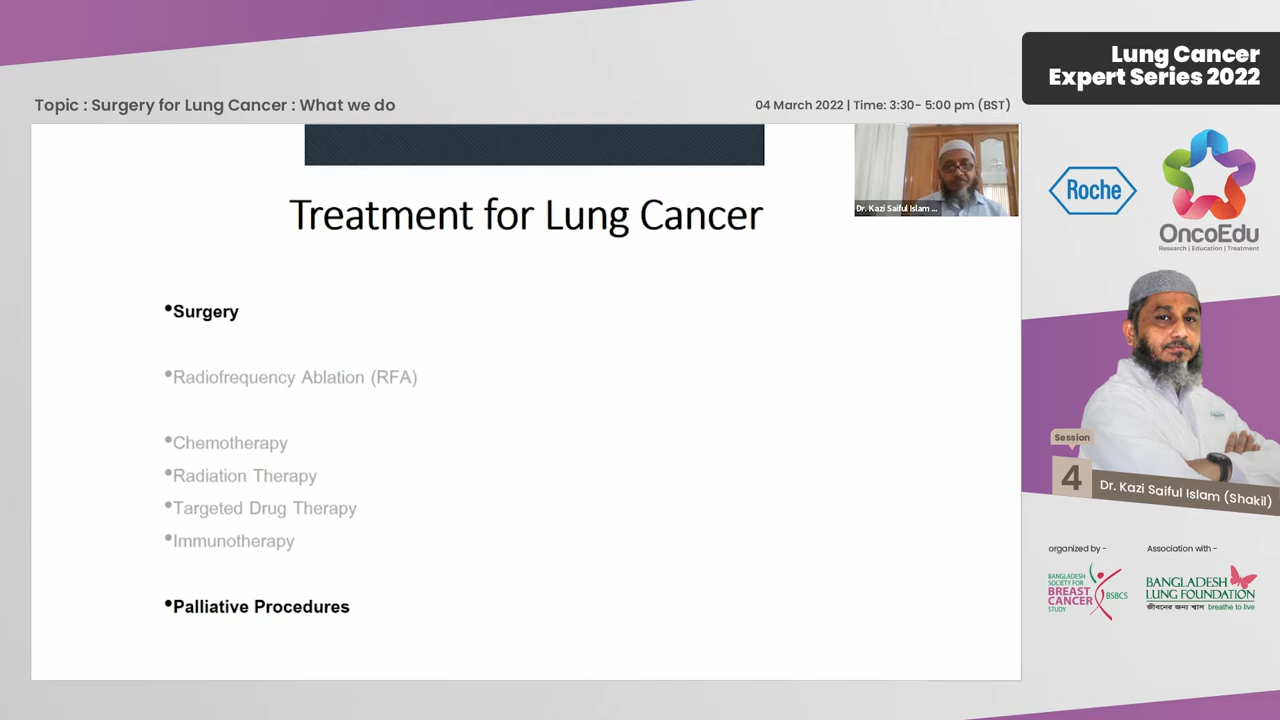 Lung Cancer
Expert Series 2022
Topic : Surgery for Lung Cancer : What we do
04 March 2022 | Time: 3:30- 5:00 pm (BST)
Treatment for Lung Cancer
Dr. Kazi Saiful Islam ...
•Surgery
•Radiofrequency Ablation (RFA)
•Chemotherapy
•Radiation Therapy
•Targeted Drug Therapy
•Immunotherapy
•Palliative Procedures
Roche
OncoEdu
Research | Education | Treatment
Session
4
Dr. Kazi Saiful Islam (Shakil)
organized by -
BANGLADESH
SOCIETY FOR
BREAST
CANCER
STUDY
BSBCS
Association with -
BANGLADESH
LUNG FOUNDATION
জীবনের জন্য শ্বাস breathe to live